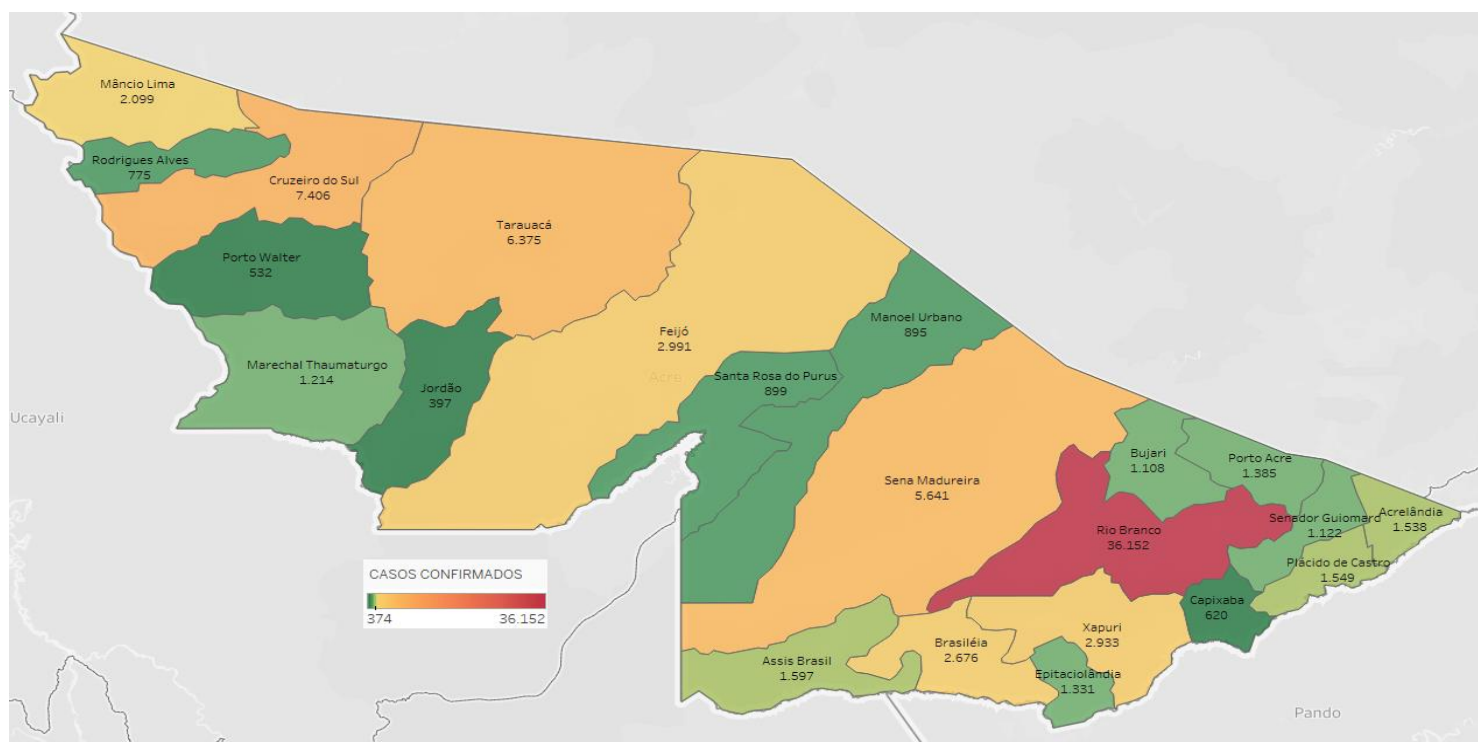 Mâncio Lima
2.099
Rodrigues Alves
775
Cruzeiro do Sul
7.406
Tarauacá
6.375
Porto Walter
532
Manoel Urbano
895
Feijó
2.991
Marechal Thaumaturgo
1.214
Acre
Santa Rosa do Purus
899
Jordão
397
Ucayali
Bujari
1.108
Porto Acre
1.385
Sena Madureira
5.641
Senador Guiomard
1.122
Acrelândia
1.538
Rio Branco
36.152
Plácido de Castro
1.549
CASOS CONFIRMADOS
374
36.152
Capixaba
620
Xapuri
2.933
Brasiléia
2.676
Assis Brasil
1.597
Epitaciolândia
1.331
Pando